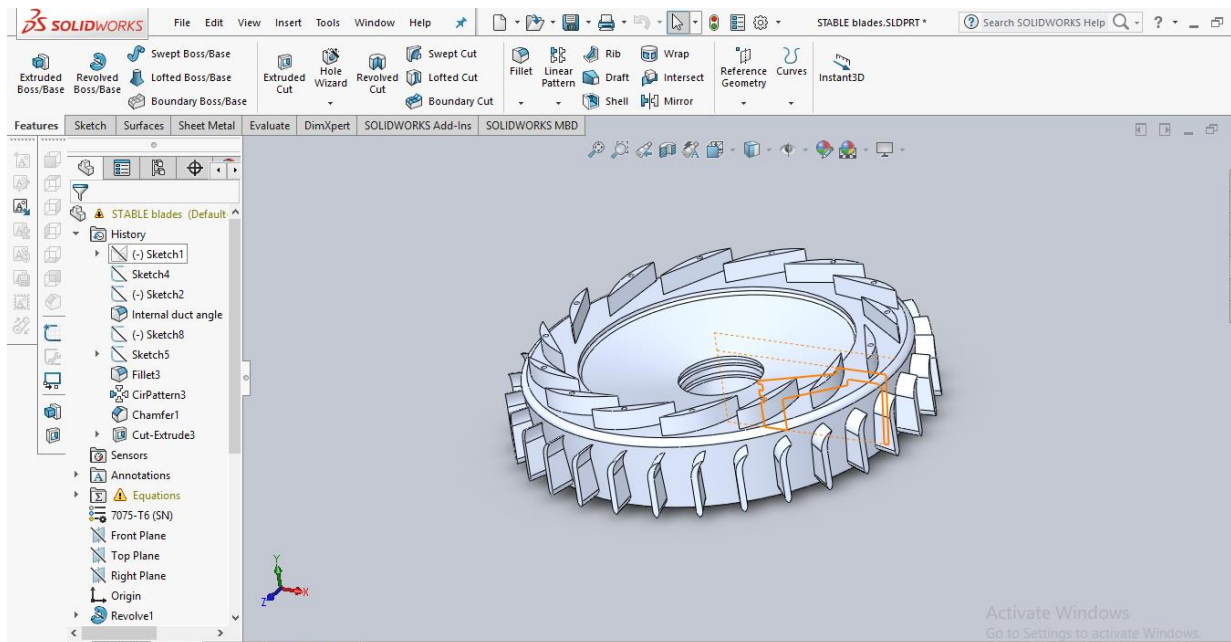 SOLIDWORKS File Edit View Insert Tools Window Help STABLE blades.SLDPRT * Search SOLIDWORKS Help ?
Extruded Boss/Base
Revolved Boss/Base
Swept Boss/Base
Lofted Boss/Base
Boundary Boss/Base
Extruded Cut
Hole Wizard
Revolved Cut
Swept Cut
Lofted Cut
Boundary Cut
Fillet
Linear Pattern
Rib
Draft
Shell
Wrap
Intersect
Mirror
Reference Geometry
Curves
Instant3D
Features Sketch Surfaces Sheet Metal Evaluate DimXpert SOLIDWORKS Add-Ins SOLIDWORKS MBD
STABLE blades (Default
History
(-) Sketch1
Sketch4
(-) Sketch2
Internal duct angle
(-) Sketch8
Sketch5
Fillet3
CirPattern3
Chamfer1
Cut-Extrude3
Sensors
Annotations
Equations
7075-T6 (SN)
Front Plane
Top Plane
Right Plane
Origin
Revolve1
Y
X
Z
Activate Windows
Go to Settings to activate Windows.